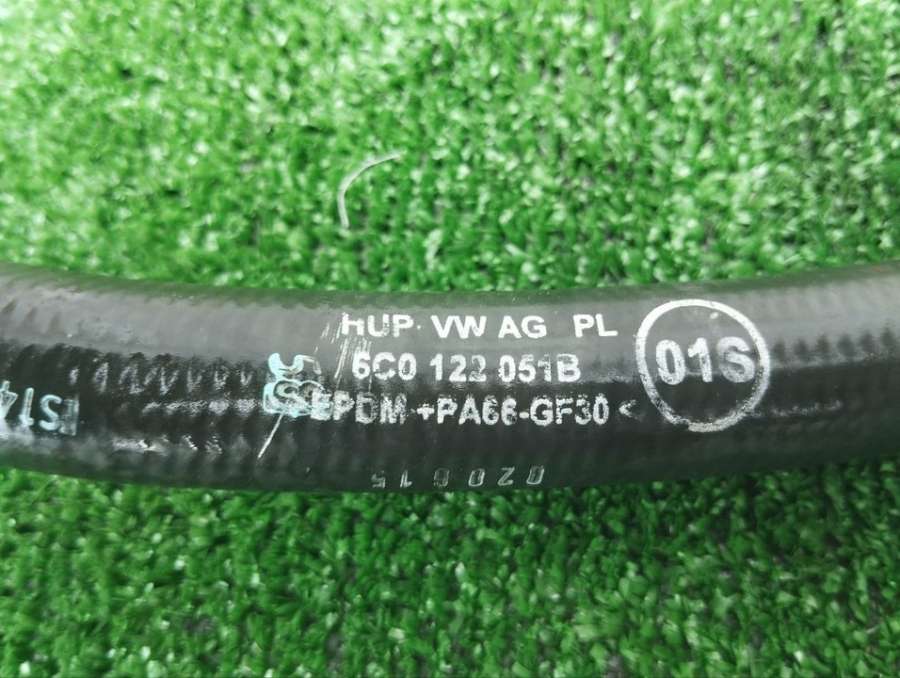 HUP VW AG PL
6C0 122 051B
01S
>EPDM +PA66-GF30<
020615